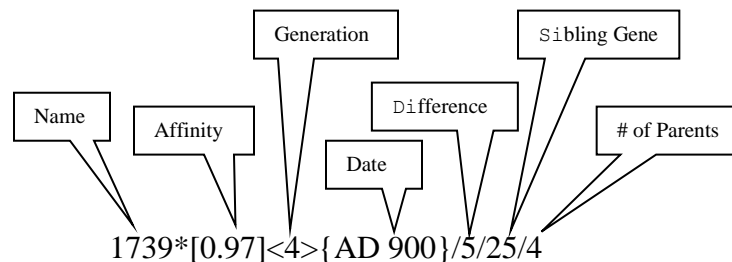 Generation
Sibling Gene
Difference
Name
Affinity
# of Parents
Date
1739*[0.97]<4>{AD 900}/5/25/4